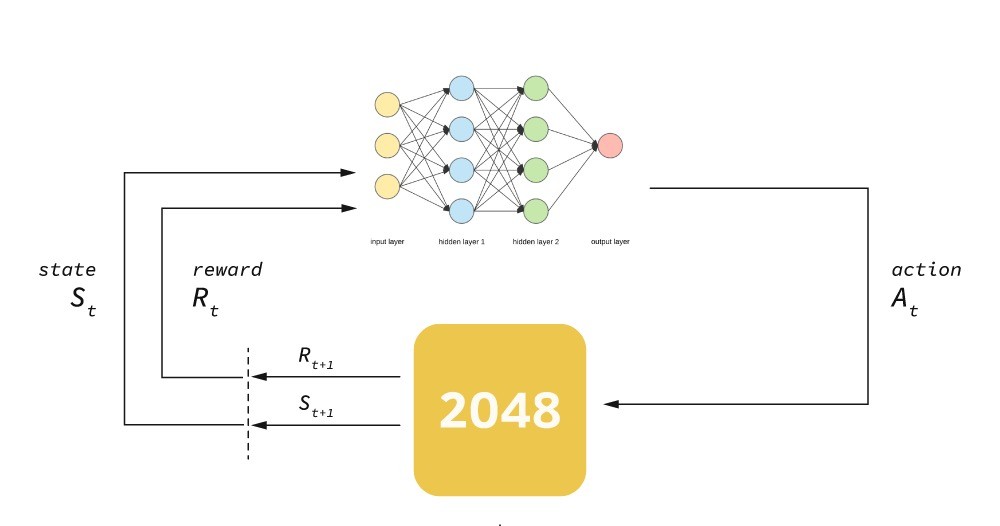 input layer
hidden layer 1
hidden layer 2
output layer
state
S_t
reward
R_t
action
A_t
R_{t+1}
S_{t+1}
2048